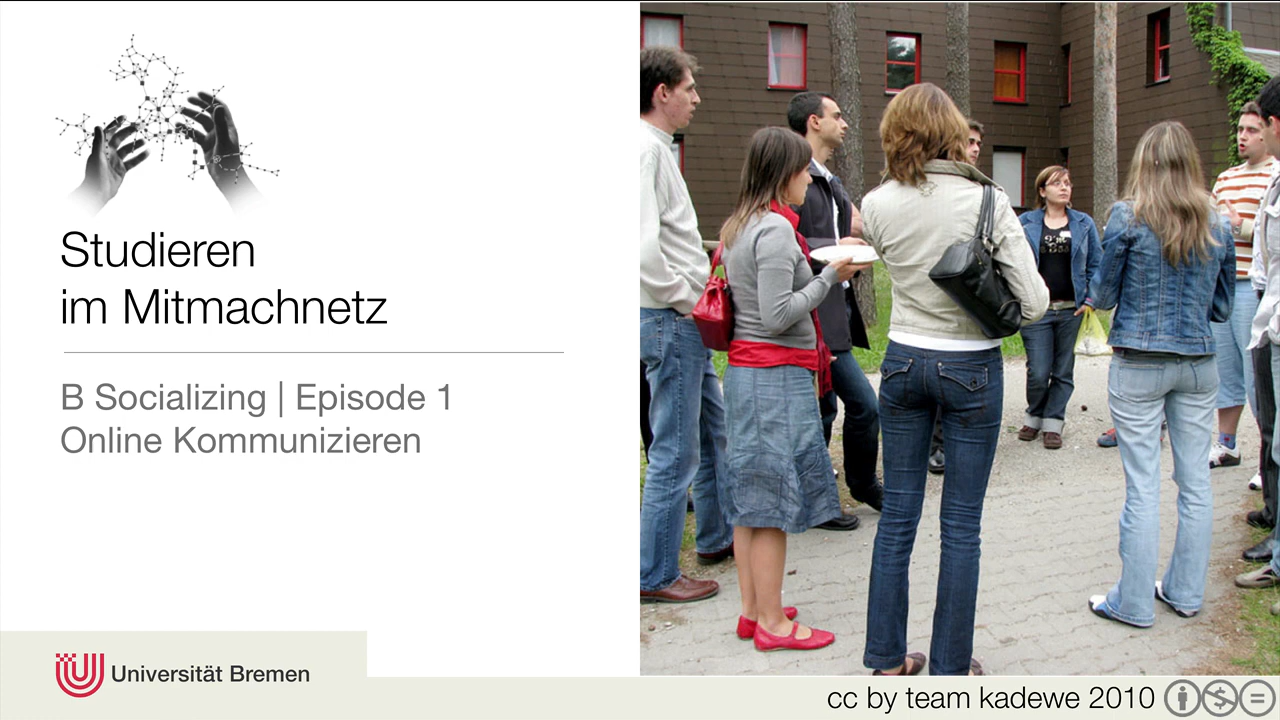 Studieren
im Mitmachnetz
B Socializing | Episode 1
Online Kommunizieren
Universität Bremen
cc by team kadewe 2010